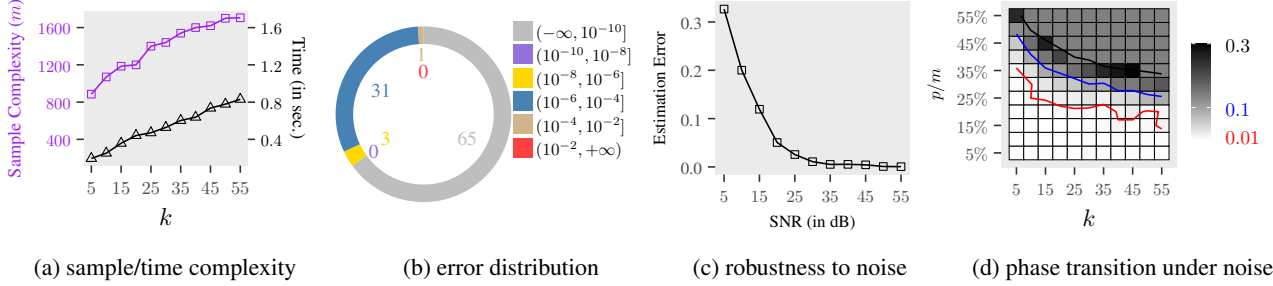 Sample Complexity (m)
1600
1200
800
400
1.6
1.2
0.8
0.4
Time (in sec.)
5 15 25 35 45 55
k
(a) sample/time complexity
1
0
31
3
0
65
(−∞, 10⁻¹⁰]
(10⁻¹⁰, 10⁻⁸]
(10⁻⁸, 10⁻⁶]
(10⁻⁶, 10⁻⁴]
(10⁻⁴, 10⁻²]
(10⁻², +∞)
(b) error distribution
Estimation Error
0.3
0.2
0.1
0.0
5 15 25 35 45 55
SNR (in dB)
(c) robustness to noise
p/m
55%
45%
35%
25%
15%
5%
5 15 25 35 45 55
k
0.3
0.1
0.01
(d) phase transition under noise